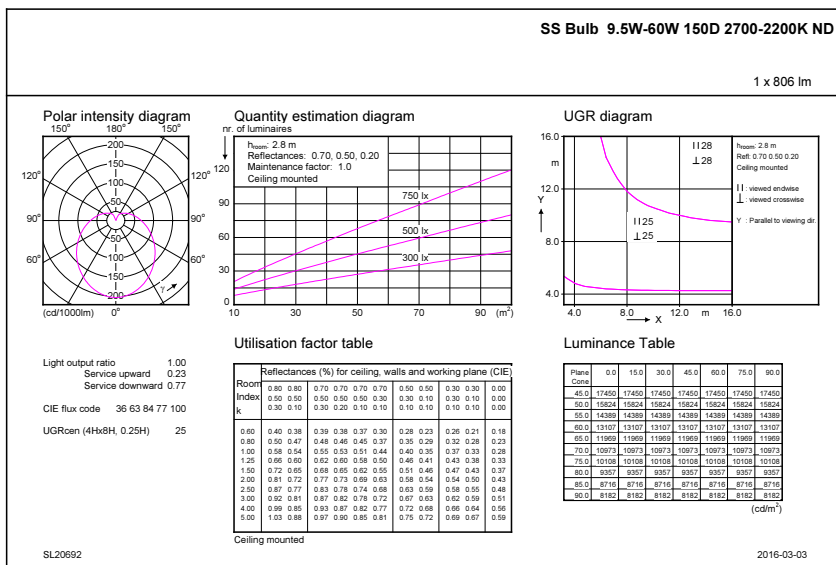 SS Bulb 9.5W-60W 150D 2700-2200K ND
1 x 806 lm
Polar intensity diagram
150° 180° 150°
200
150
120° 100 120°
50
90° 90°
50
60° 100 60°
150
200
(cd/1000lm) 0° γ
Light output ratio 1.00
Service upward 0.23
Service downward 0.77
CIE flux code 36 63 84 77 100
UGRcen (4Hx8H, 0.25H) 25
Quantity estimation diagram
nr. of luminaires
hroom: 2.8 m
Reflectances: 0.70, 0.50, 0.20
Maintenance factor: 1.0
Ceiling mounted
120
90
60
30
0
750 lx
500 lx
300 lx
10 30 50 70 90 (m²)
UGR diagram
16.0
m
12.0
Y
8.0
4.0
II28
⊥28
II25
⊥25
4.0 8.0 12.0 m 16.0
X
hroom: 2.8 m
Refl: 0.70 0.50 0.20
Ceiling mounted
II : viewed endwise
⊥ : viewed crosswise
Y : Parallel to viewing dir.
Utilisation factor table
Reflectances (%) for ceiling, walls and working plane (CIE)
Room 0.80 0.80 0.70 0.70 0.70 0.70 0.50 0.50 0.30 0.30 0.00
Index 0.50 0.50 0.50 0.50 0.50 0.30 0.30 0.10 0.30 0.10 0.00
k 0.30 0.10 0.30 0.20 0.10 0.10 0.10 0.10 0.10 0.10 0.00
0.60 0.40 0.38 0.39 0.38 0.37 0.30 0.28 0.23 0.26 0.21 0.18
0.80 0.50 0.47 0.48 0.46 0.45 0.37 0.35 0.29 0.32 0.28 0.23
1.00 0.58 0.54 0.55 0.53 0.51 0.44 0.40 0.35 0.37 0.33 0.28
1.25 0.66 0.60 0.62 0.60 0.58 0.50 0.46 0.41 0.43 0.38 0.33
1.50 0.72 0.65 0.68 0.65 0.62 0.55 0.51 0.46 0.47 0.43 0.37
2.00 0.81 0.72 0.77 0.73 0.69 0.63 0.58 0.54 0.54 0.50 0.43
2.50 0.87 0.77 0.83 0.78 0.74 0.68 0.63 0.59 0.58 0.55 0.48
3.00 0.92 0.81 0.87 0.82 0.78 0.72 0.67 0.63 0.62 0.59 0.51
4.00 0.99 0.85 0.93 0.87 0.82 0.77 0.72 0.68 0.66 0.64 0.56
5.00 1.03 0.88 0.97 0.90 0.85 0.81 0.75 0.72 0.69 0.67 0.59
Ceiling mounted
Luminance Table
Plane 0.0 15.0 30.0 45.0 60.0 75.0 90.0
Cone
45.0 17450 17450 17450 17450 17450 17450 17450
50.0 15824 15824 15824 15824 15824 15824 15824
55.0 14389 14389 14389 14389 14389 14389 14389
60.0 13107 13107 13107 13107 13107 13107 13107
65.0 11969 11969 11969 11969 11969 11969 11969
70.0 10973 10973 10973 10973 10973 10973 10973
75.0 10108 10108 10108 10108 10108 10108 10108
80.0 9357 9357 9357 9357 9357 9357 9357
85.0 8716 8716 8716 8716 8716 8716 8716
90.0 8182 8182 8182 8182 8182 8182 8182
(cd/m²)
SL20692
2016-03-03